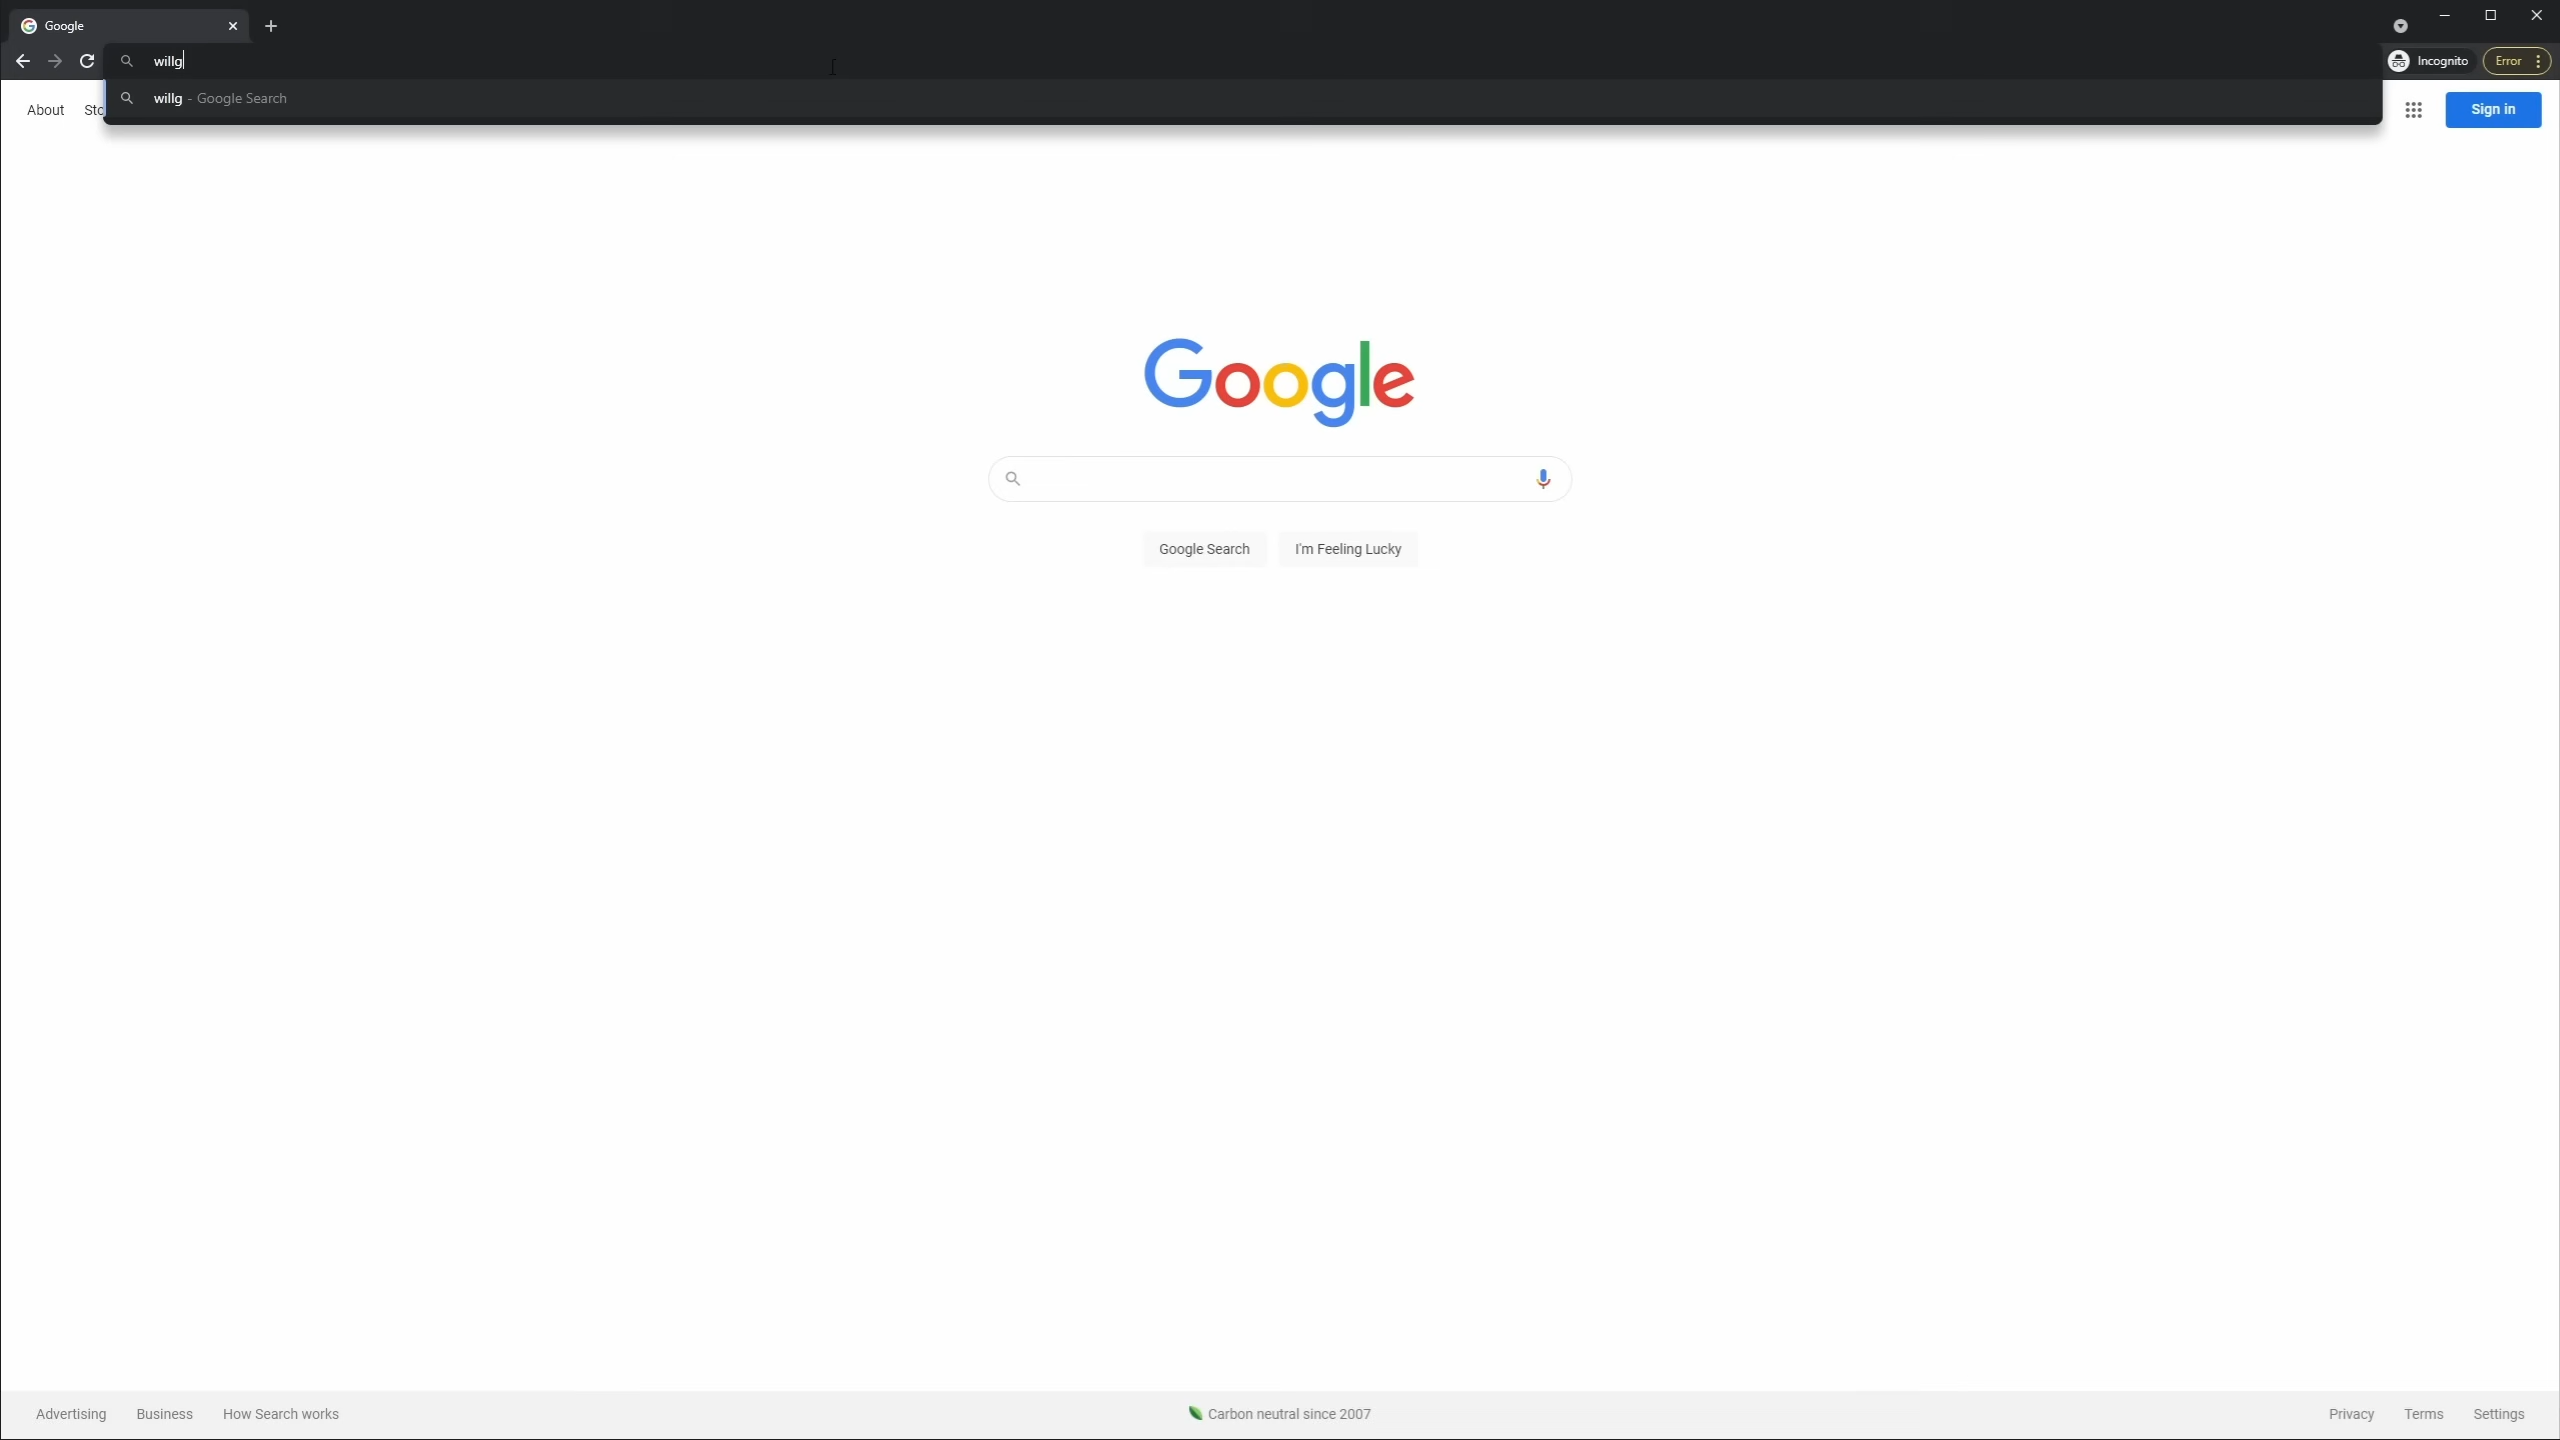 Google
willg
Incognito
Error
willg - Google Search
About
Sto
Sign in
Google
Google Search
I'm Feeling Lucky
Advertising
Business
How Search works
Carbon neutral since 2007
Privacy
Terms
Settings